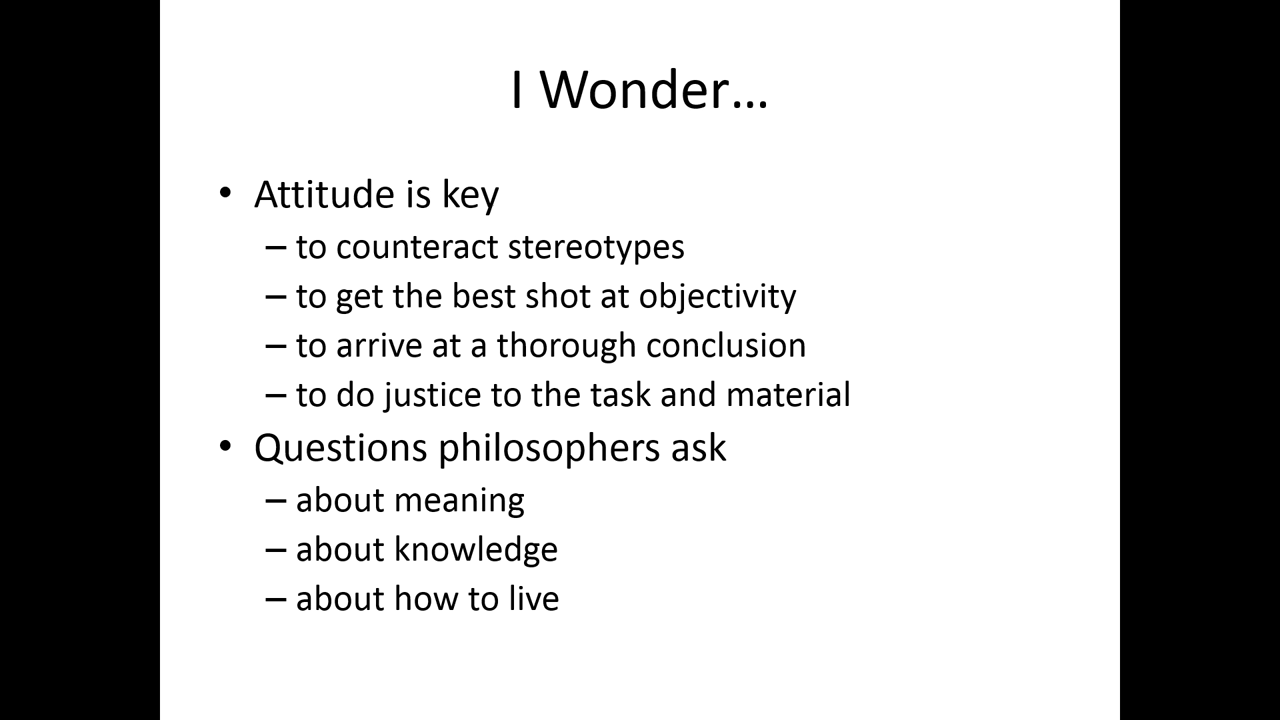 I Wonder...
• Attitude is key
– to counteract stereotypes
– to get the best shot at objectivity
– to arrive at a thorough conclusion
– to do justice to the task and material
• Questions philosophers ask
– about meaning
– about knowledge
– about how to live